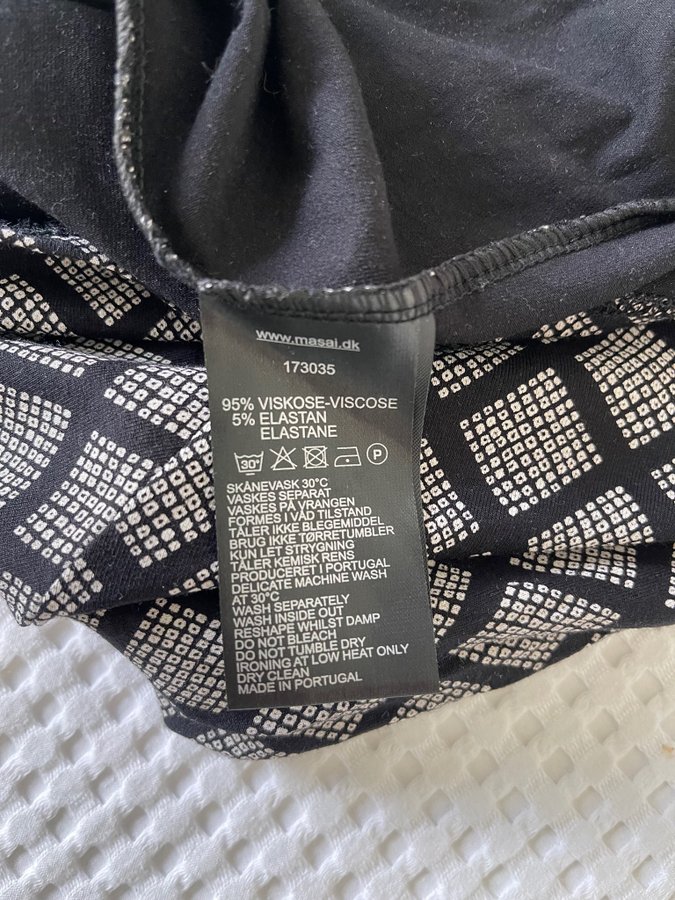 www.masai.dk
173035
95% VISKOSE-VISCOSE
5% ELASTAN
ELASTANE
30° P
SKÅNEVASK 30°C
VASKES SEPARAT
VASKES PÅ VRANGEN
FORMES I VÅD TILSTAND
TÅLER IKKE BLEGEMIDDEL
BRUG IKKE TØRRETUMBLER
KUN LET STRYGNING
TÅLER KEMISK RENS
PRODUCERET I PORTUGAL
DELICATE MACHINE WASH
AT 30°C
WASH SEPARATELY
WASH INSIDE OUT
RESHAPE WHILST DAMP
DO NOT BLEACH
DO NOT TUMBLE DRY
IRONING AT LOW HEAT ONLY
DRY CLEAN
MADE IN PORTUGAL